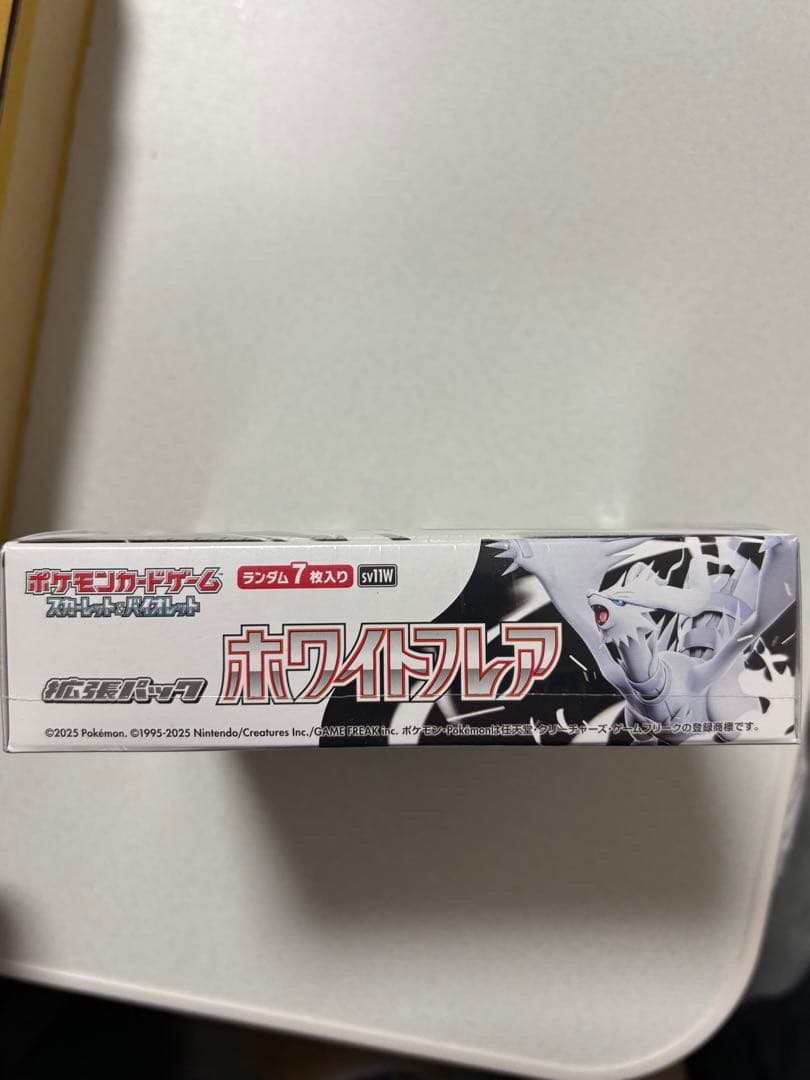 ポケモンカードゲーム
スカーレット&バイオレット
ランダム7枚入り
sv11W
拡張パック
ホワイトフレア
©2025 Pokémon. ©1995-2025 Nintendo/Creatures Inc./GAME FREAK inc. ポケモン・Pokémonは任天堂・クリーチャーズ・ゲームフリークの登録商標です。